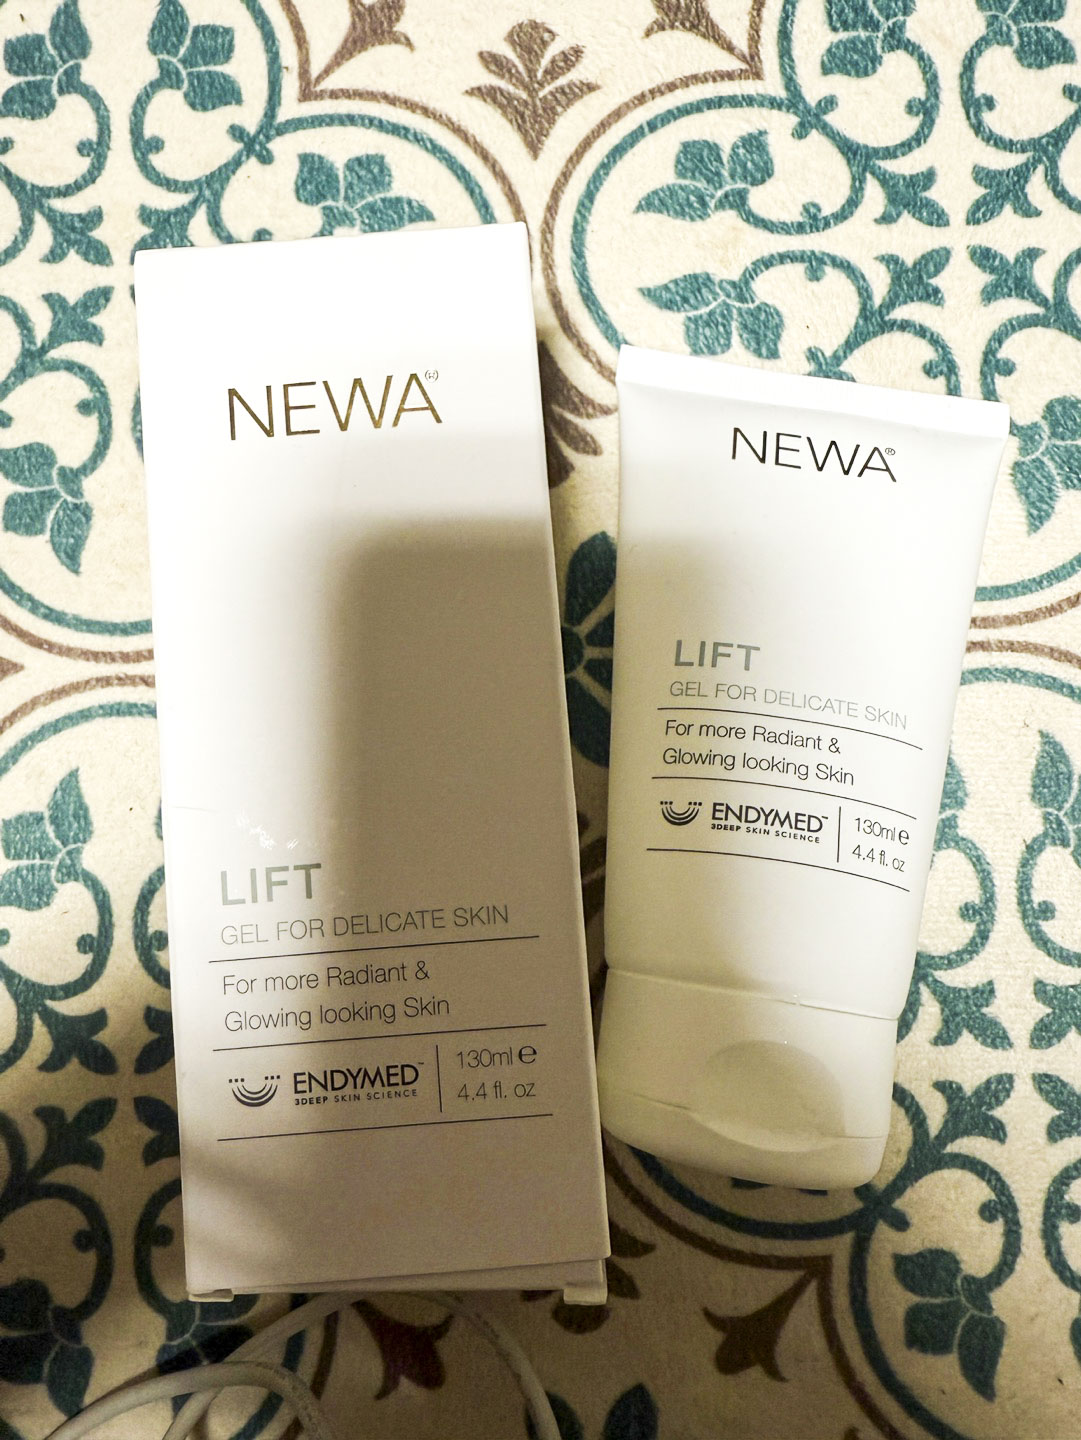 NEWA®
LIFT
GEL FOR DELICATE SKIN
For more Radiant &
Glowing looking Skin
ENDYMED™
3DEEP SKIN SCIENCE
130ml e
4.4 fl. oz
NEWA®
LIFT
GEL FOR DELICATE SKIN
For more Radiant &
Glowing looking Skin
ENDYMED™
3DEEP SKIN SCIENCE
130ml e
4.4 fl. oz